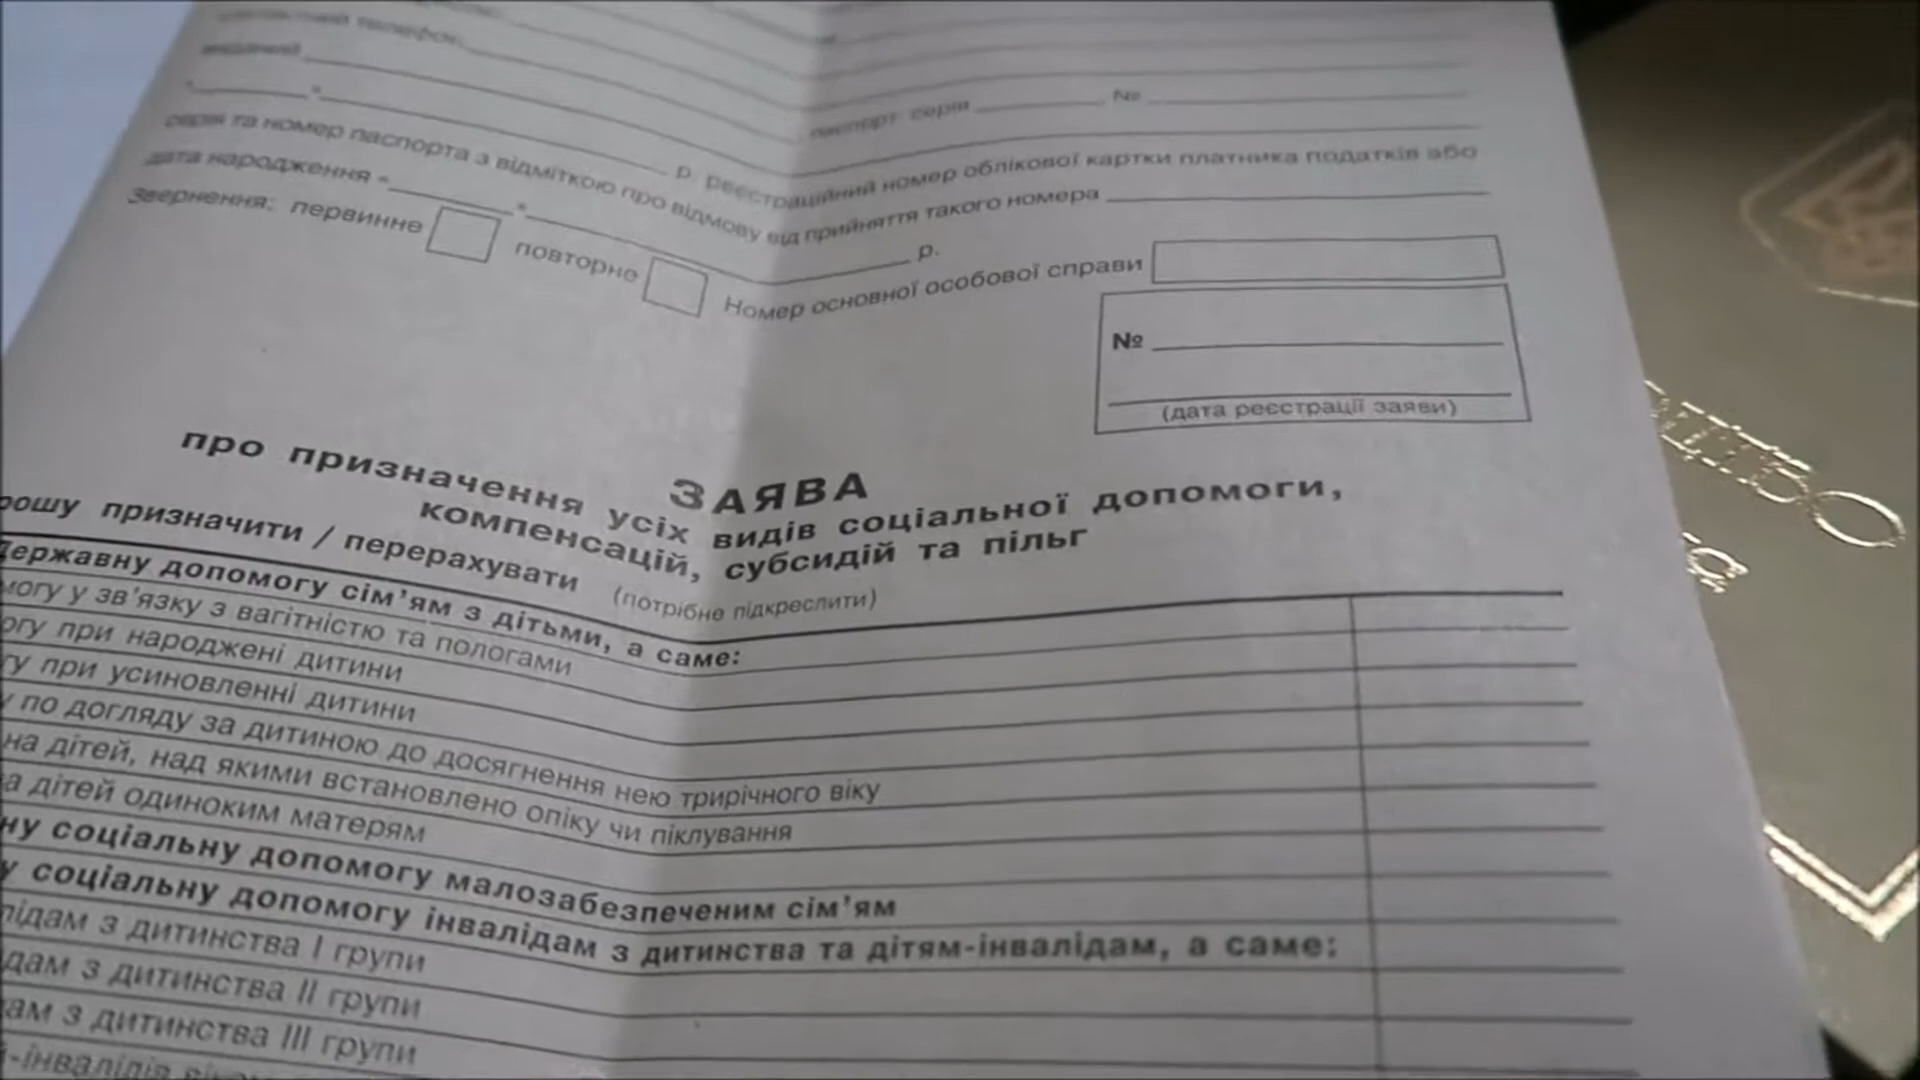 телефон:
виданий
паспорт: серія № 
" " р. реєстраційний номер облікової картки платника податків або
серія та номер паспорта з відміткою про відмову від прийняття такого номера
дата народження " " р.
Звернення: первинне повторне Номер основної особової справи
№
(дата реєстрації заяви)
ЗАЯВА
про призначення усіх видів соціальної допомоги,
компенсацій, субсидій та пільг
рошу призначити / перерахувати (потрібне підкреслити)
державну допомогу сім'ям з дітьми, а саме:
могу у зв'язку з вагітністю та пологами
огу при народжені дитини
гу при усиновленні дитини
у по догляду за дитиною до досягнення нею трирічного віку
на дітей, над якими встановлено опіку чи піклування
а дітей одиноким матерям
ну соціальну допомогу малозабезпеченим сім'ям
у соціальну допомогу інвалідам з дитинства та дітям-інвалідам, а саме:
лідам з дитинства І групи
дам з дитинства ІІ групи
ам з дитинства ІІІ групи
-інвалідів